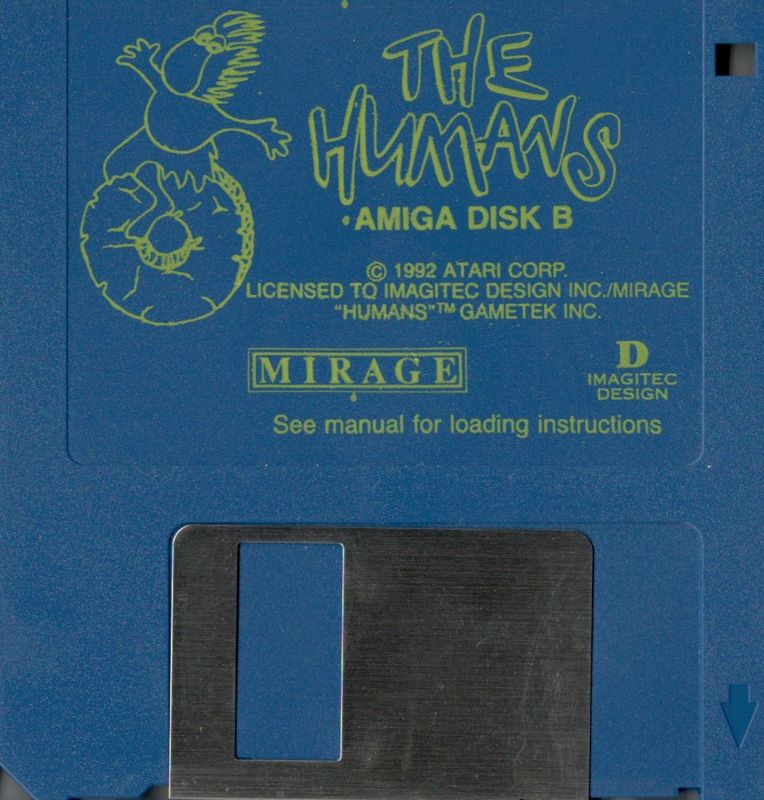 THE
HUMANS
AMIGA DISK B
© 1992 ATARI CORP.
LICENSED TO IMAGITEC DESIGN INC./MIRAGE
"HUMANS"™ GAMETEK INC.
MIRAGE
D
IMAGITEC
DESIGN
See manual for loading instructions